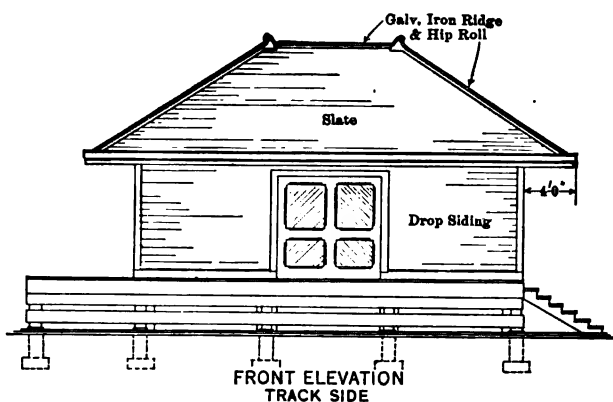 Galv. Iron Ridge
& Hip Roll
Slate
4'0"
Drop Siding
FRONT ELEVATION
TRACK SIDE